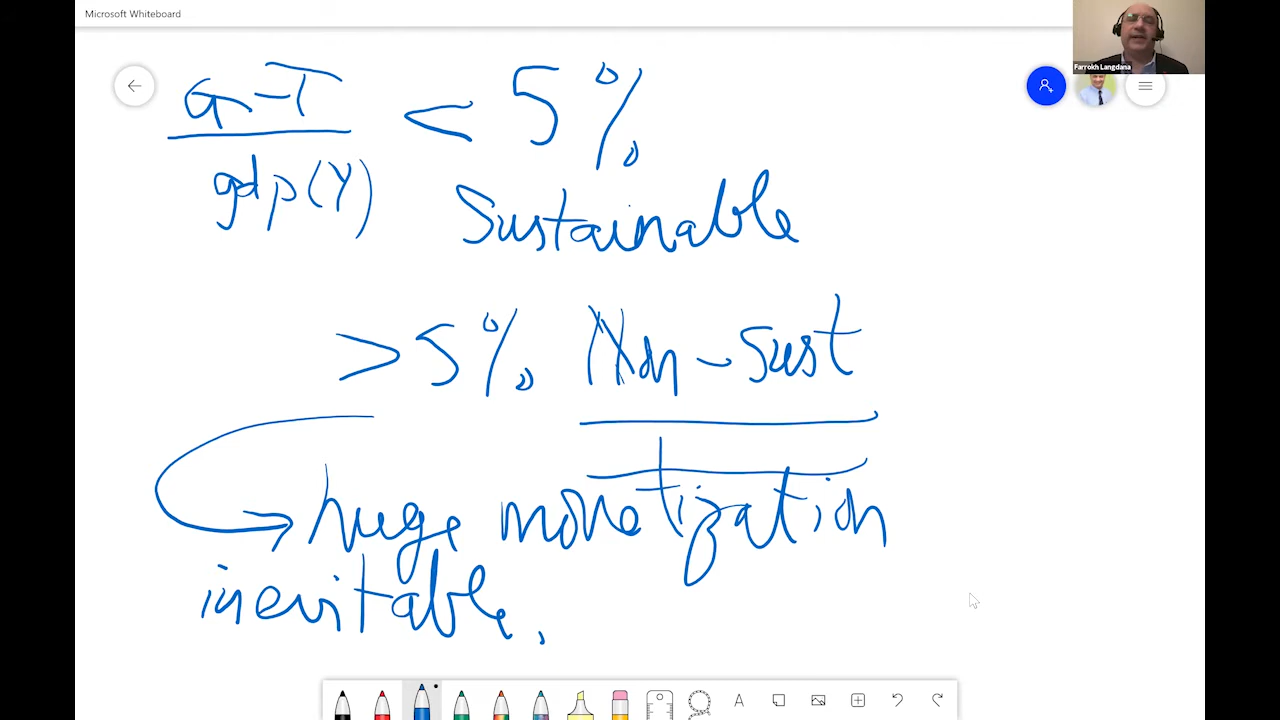 Microsoft Whiteboard
Farrokh Langdana
G-T
gdp(Y)
< 5%
Sustainable
> 5% Non-sust
→ huge monetization
inevitable.
A